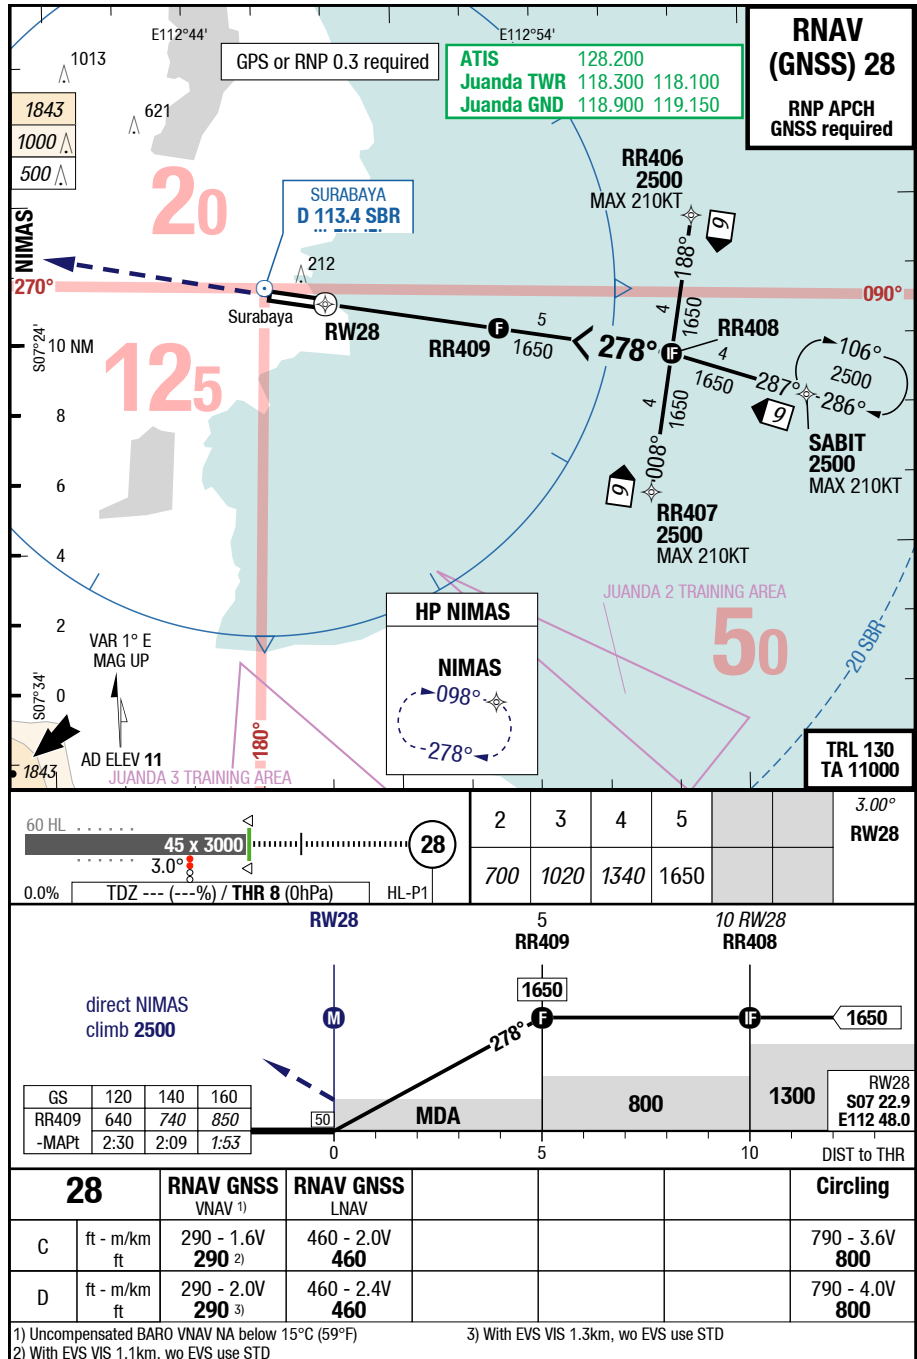 E112°44'
E112°54'
1013
621
GPS or RNP 0.3 required
ATIS 128.200
Juanda TWR 118.300 118.100
Juanda GND 118.900 119.150
RNAV
(GNSS) 28
RNP APCH
GNSS required
1843
1000
500
20
NIMAS
SURABAYA
D 113.4 SBR
212
270°
090°
Surabaya
RW28
RR406
2500
MAX 210KT
6
188°
4
1650
RR408
RR409
F
5
1650
278°
IF
4
1650
287°
6
106°
2500
286°
SABIT
2500
MAX 210KT
4
1650
008°
6
RR407
2500
MAX 210KT
S07°24'
10 NM
8
6
4
2
0
S07°34'
125
50
JUANDA 2 TRAINING AREA
20 SBR
HP NIMAS
NIMAS
098°
278°
VAR 1° E
MAG UP
AD ELEV 11
180°
1843
JUANDA 3 TRAINING AREA
TRL 130
TA 11000
60 HL
45 x 3000
3.0°
28
0.0%
TDZ --- (---%) / THR 8 (0hPa)
HL-P1
2 3 4 5
700 1020 1340 1650
3.00°
RW28
RW28
5
RR409
10 RW28
RR408
direct NIMAS
climb 2500
M
1650
F
IF
1650
278°
50
MDA
800
1300
RW28
S07 22.9
E112 48.0
GS 120 140 160
RR409 640 740 850
-MAPt 2:30 2:09 1:53
0 5 10 DIST to THR
28 RNAV GNSS RNAV GNSS Circling
VNAV 1) LNAV
C ft - m/km 290 - 1.6V 460 - 2.0V 790 - 3.6V
ft 290 2) 460 800
D ft - m/km 290 - 2.0V 460 - 2.4V 790 - 4.0V
ft 290 3) 460 800
1) Uncompensated BARO VNAV NA below 15°C (59°F) 3) With EVS VIS 1.3km, wo EVS use STD
2) With EVS VIS 1.1km, wo EVS use STD